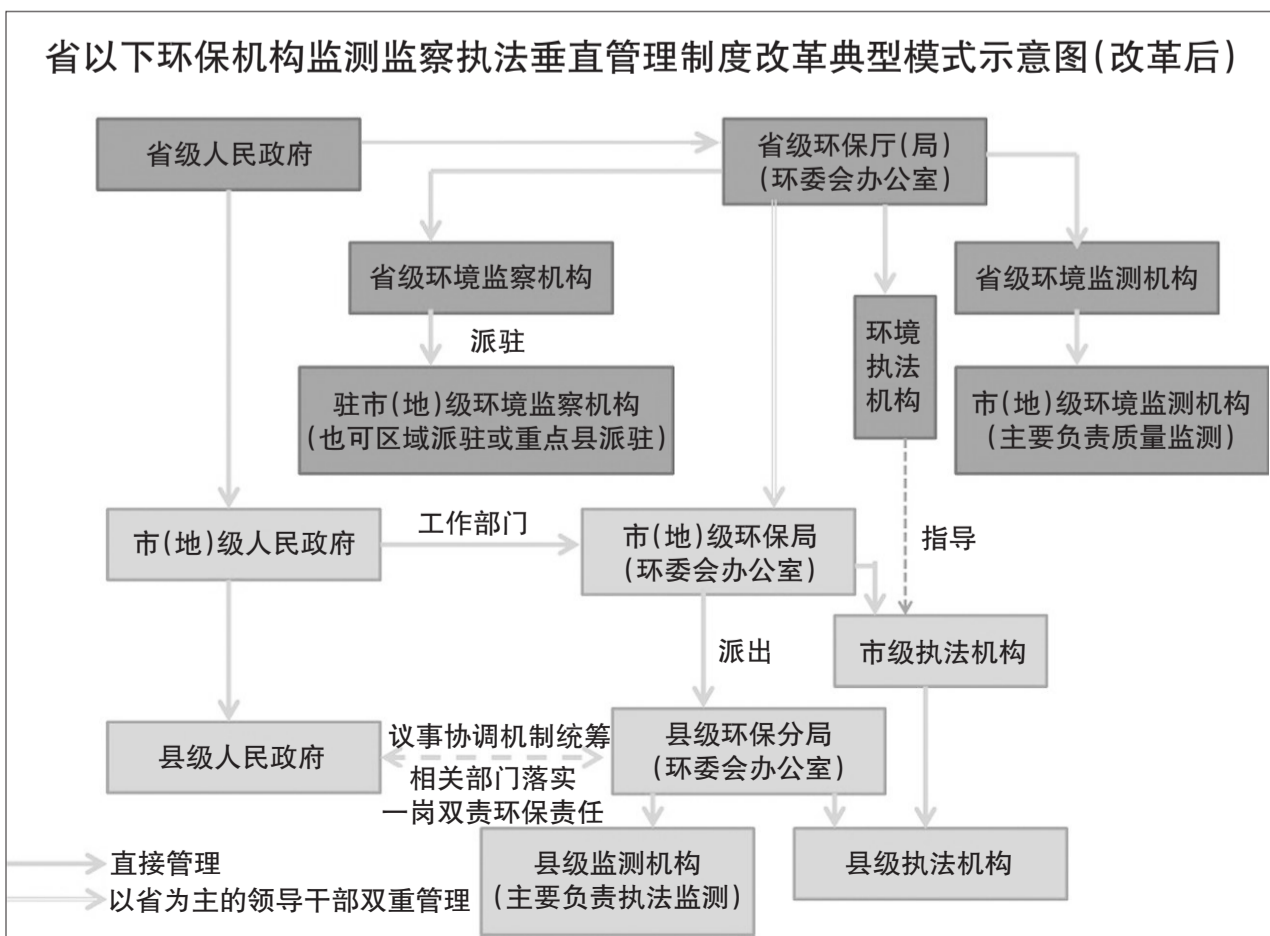 省以下环保机构监测监察执法垂直管理制度改革典型模式示意图(改革后)
省级人民政府
省级环保厅(局)
(环委会办公室)
省级环境监察机构
省级环境监测机构
派驻
环境
执法
机构
驻市(地)级环境监察机构
(也可区域派驻或重点县派驻)
市(地)级环境监测机构
(主要负责质量监测)
市(地)级人民政府
工作部门
市(地)级环保局
(环委会办公室)
指导
派出
市级执法机构
县级人民政府
议事协调机制统筹
相关部门落实
一岗双责环保责任
县级环保分局
(环委会办公室)
县级监测机构
(主要负责执法监测)
县级执法机构
直接管理
以省为主的领导干部双重管理